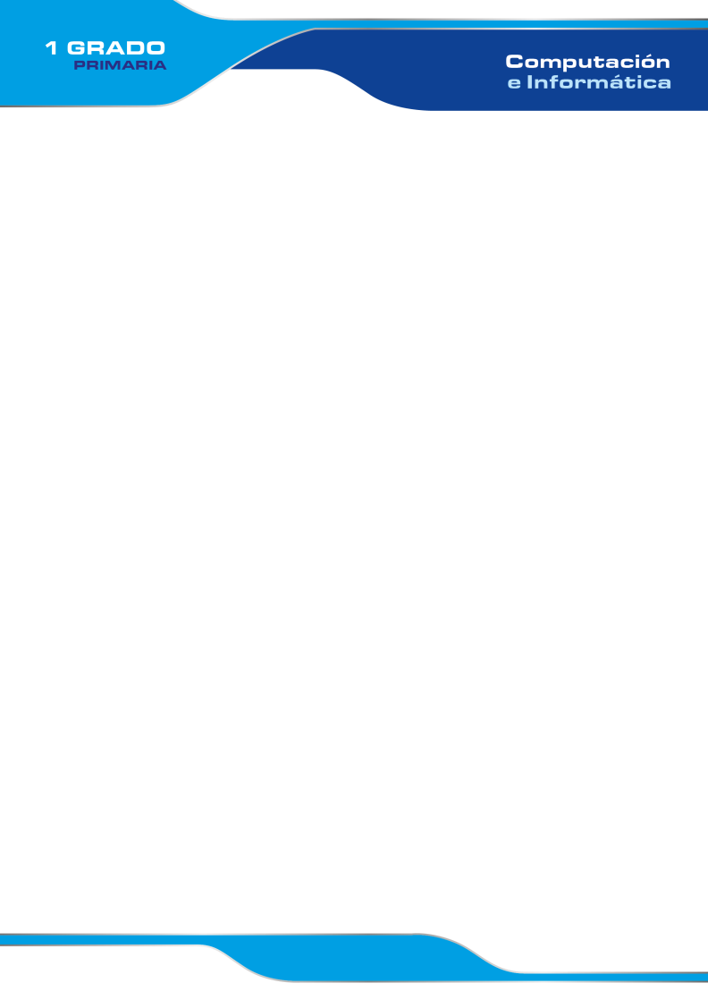 1 GRADO
PRIMARIA
Computación
e Informática